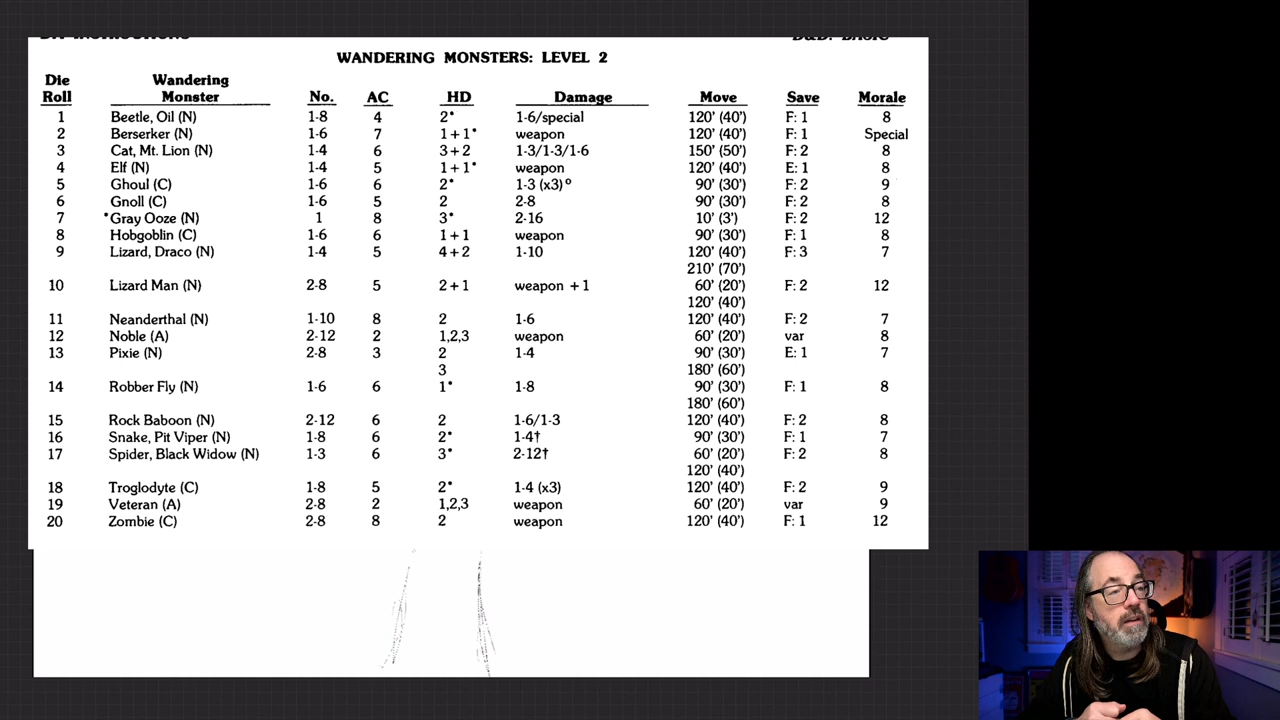 WANDERING MONSTERS: LEVEL 2
Die Wandering
Roll Monster No. AC HD Damage Move Save Morale
1 Beetle, Oil (N) 1-8 4 2* 1-6/special 120' (40') F: 1 8
2 Berserker (N) 1-6 7 1+1* weapon 120' (40') F: 1 Special
3 Cat, Mt. Lion (N) 1-4 6 3+2 1-3/1-3/1-6 150' (50') F: 2 8
4 Elf (N) 1-4 5 1+1* weapon 120' (40') E: 1 8
5 Ghoul (C) 1-6 6 2* 1-3 (x3)° 90' (30') F: 2 9
6 Gnoll (C) 1-6 5 2 2-8 90' (30') F: 2 8
7 *Gray Ooze (N) 1 8 3* 2-16 10' (3') F: 2 12
8 Hobgoblin (C) 1-6 6 1+1 weapon 90' (30') F: 1 8
9 Lizard, Draco (N) 1-4 5 4+2 1-10 120' (40') F: 3 7
210' (70')
10 Lizard Man (N) 2-8 5 2+1 weapon +1 60' (20') F: 2 12
120' (40')
11 Neanderthal (N) 1-10 8 2 1-6 120' (40') F: 2 7
12 Noble (A) 2-12 2 1,2,3 weapon 60' (20') var 8
13 Pixie (N) 2-8 3 2 1-4 90' (30') E: 1 7
3 180' (60')
14 Robber Fly (N) 1-6 6 1* 1-8 90' (30') F: 1 8
180' (60')
15 Rock Baboon (N) 2-12 6 2 1-6/1-3 120' (40') F: 2 8
16 Snake, Pit Viper (N) 1-8 6 2* 1-4† 90' (30') F: 1 7
17 Spider, Black Widow (N) 1-3 6 3* 2-12† 60' (20') F: 2 8
120' (40')
18 Troglodyte (C) 1-8 5 2* 1-4 (x3) 120' (40') F: 2 9
19 Veteran (A) 2-8 2 1,2,3 weapon 60' (20') var 9
20 Zombie (C) 2-8 8 2 weapon 120' (40') F: 1 12